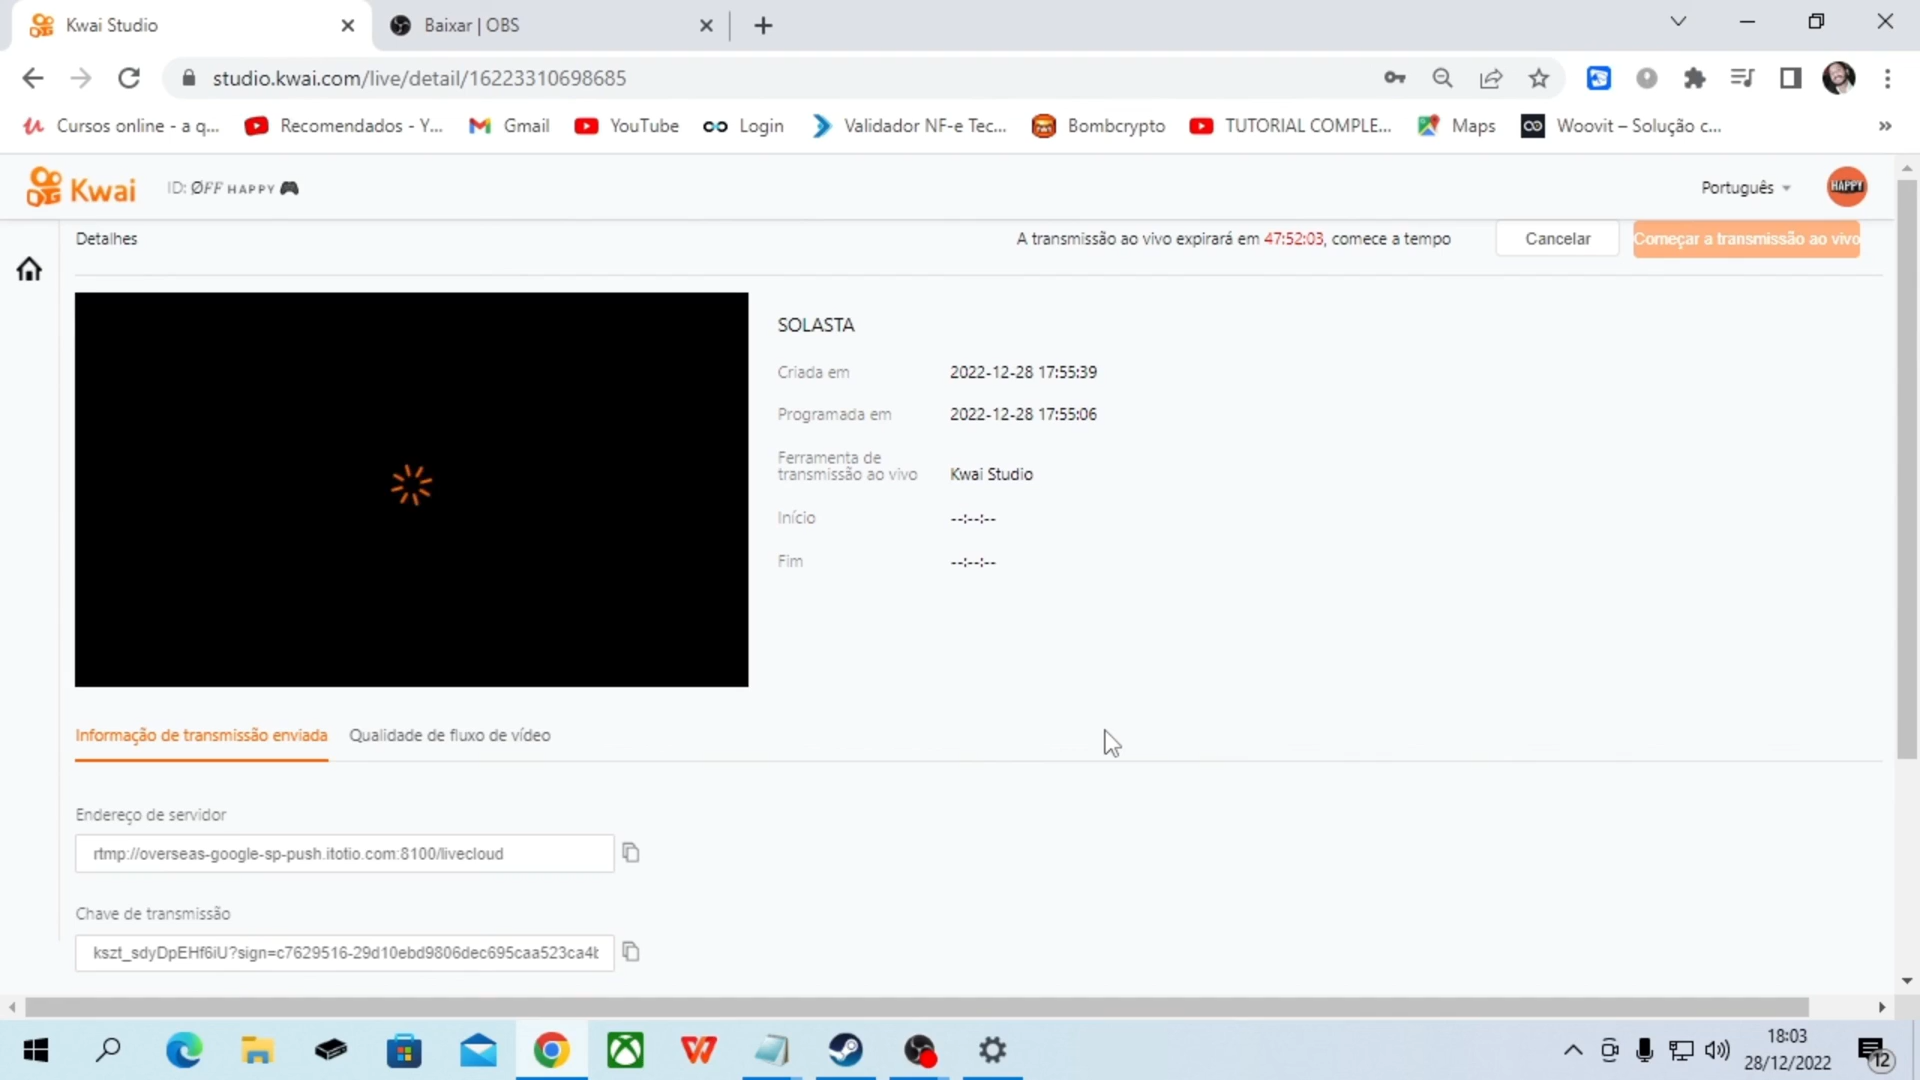 Kwai Studio
Baixar | OBS
studio.kwai.com/live/detail/16223310698685
Cursos online - a q...
Recomendados - Y...
Gmail
YouTube
Login
Validador NF-e Tec...
Bombcrypto
TUTORIAL COMPLE...
Maps
Woovit – Solução c...
»
Kwai
ID: ØFF HAPPY 🎮
Português
HAPPY
Detalhes
A transmissão ao vivo expirará em 47:52:03, comece a tempo
Cancelar
Começar a transmissão ao vivo
SOLASTA
Criada em
2022-12-28 17:55:39
Programada em
2022-12-28 17:55:06
Ferramenta de
transmissão ao vivo
Kwai Studio
Início
--:--:--
Fim
--:--:--
Informação de transmissão enviada
Qualidade de fluxo de vídeo
Endereço de servidor
rtmp://overseas-google-sp-push.itotio.com:8100/livecloud
Chave de transmissão
kszt_sdyDpEHf6iU?sign=c7629516-29d10ebd9806dec695caa523ca4b
18:03
28/12/2022
12